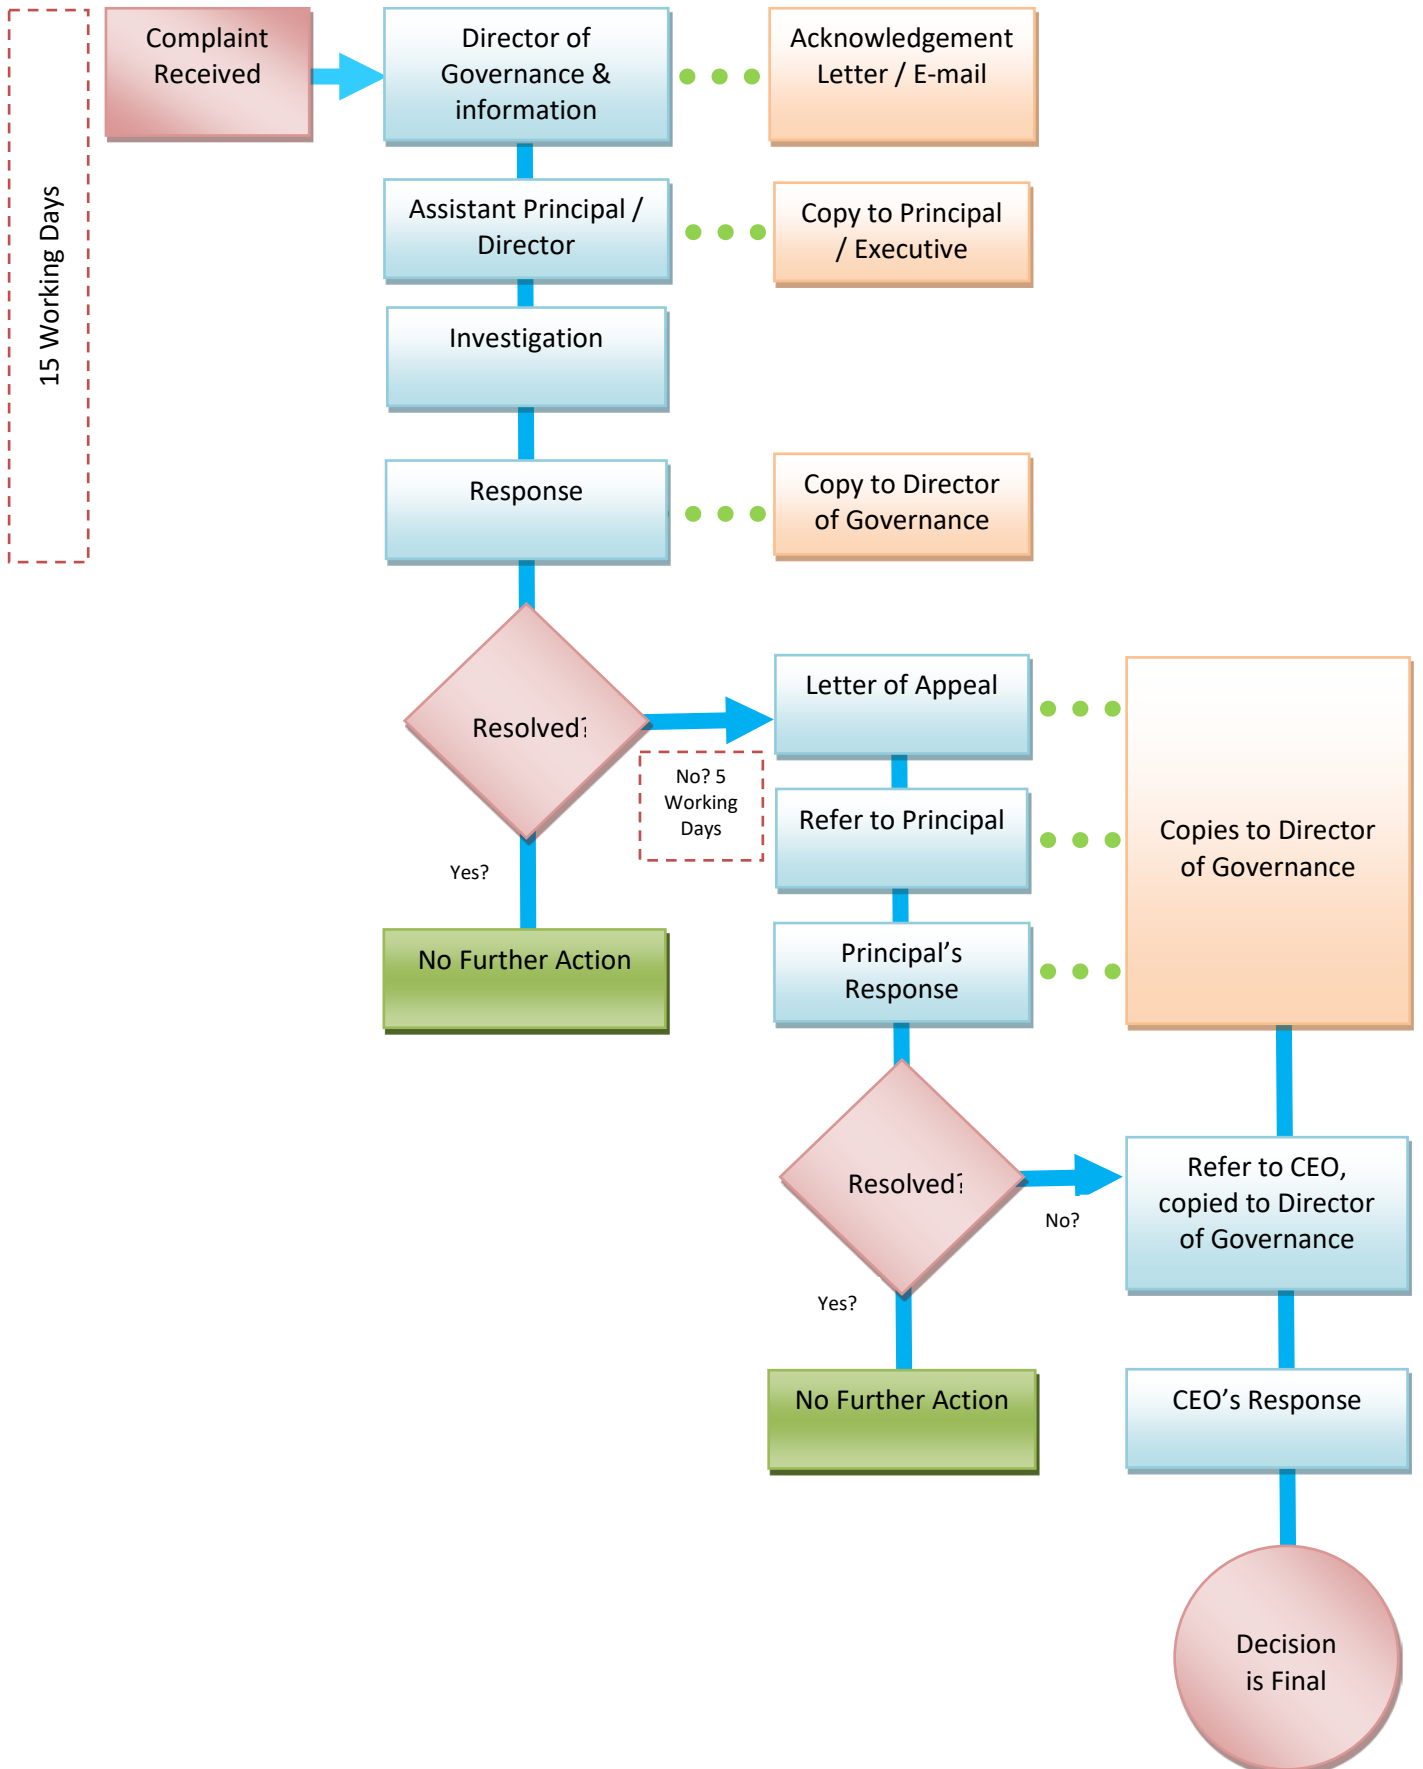 Complaint
Received
Director of
Governance &
information
Acknowledgement
Letter / E-mail
15 Working Days
Assistant Principal /
Director
Copy to Principal
/ Executive
Investigation
Response
Copy to Director
of Governance
Resolved?
Letter of Appeal
No? 5
Working
Days
Refer to Principal
Copies to Director
of Governance
Yes?
No Further Action
Principal’s
Response
Resolved?
No?
Refer to CEO,
copied to Director
of Governance
Yes?
No Further Action
CEO’s Response
Decision
is Final